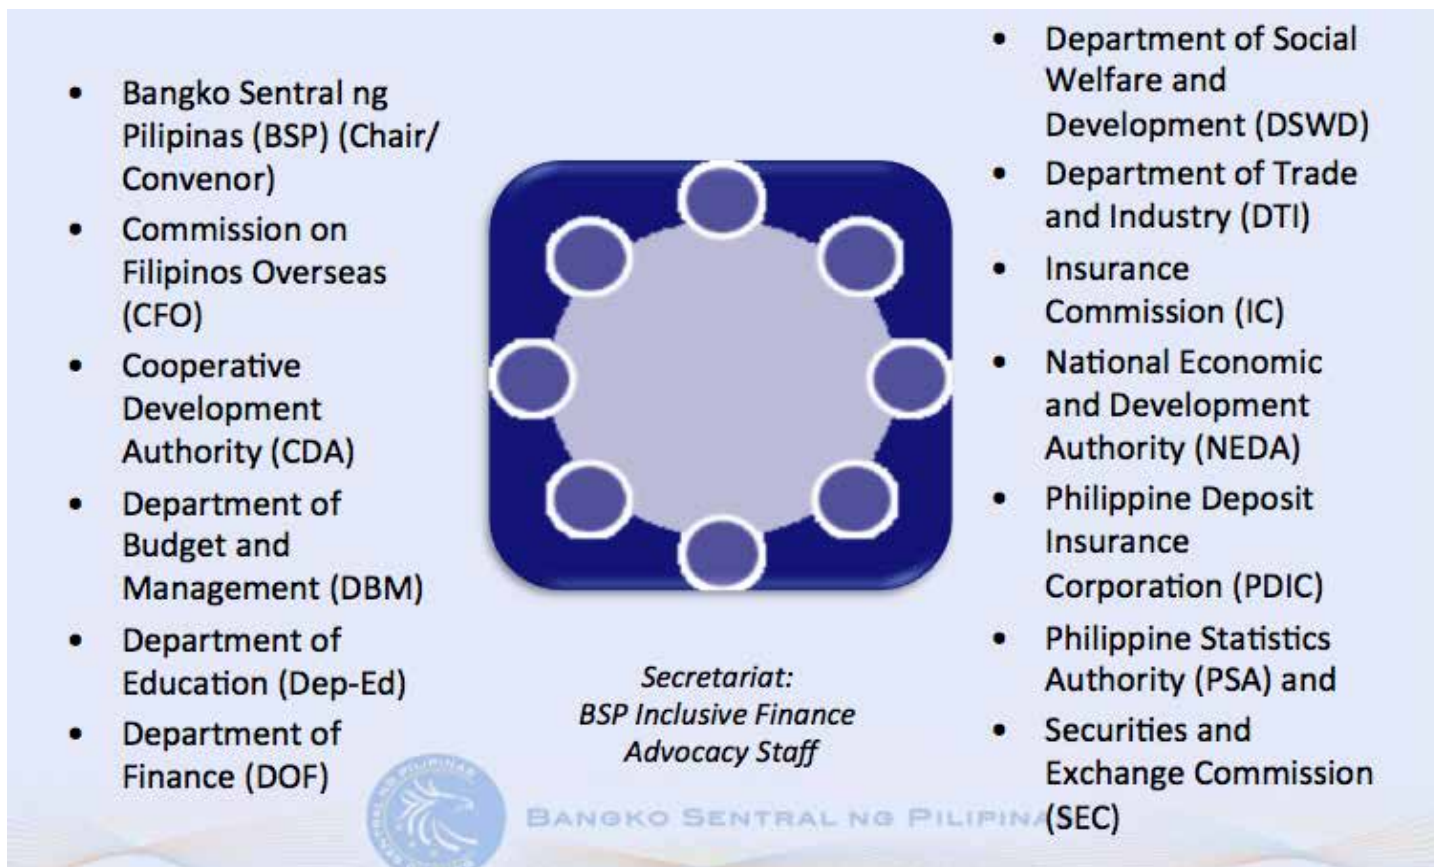 • Bangko Sentral ng
Pilipinas (BSP) (Chair/
Convenor)
• Commission on
Filipinos Overseas
(CFO)
• Cooperative
Development
Authority (CDA)
• Department of
Budget and
Management (DBM)
• Department of
Education (Dep-Ed)
• Department of
Finance (DOF)
Secretariat:
BSP Inclusive Finance
Advocacy Staff
• Department of Social
Welfare and
Development (DSWD)
• Department of Trade
and Industry (DTI)
• Insurance
Commission (IC)
• National Economic
and Development
Authority (NEDA)
• Philippine Deposit
Insurance
Corporation (PDIC)
• Philippine Statistics
Authority (PSA) and
• Securities and
Exchange Commission
(SEC)
BANGKO SENTRAL NG PILIPINA